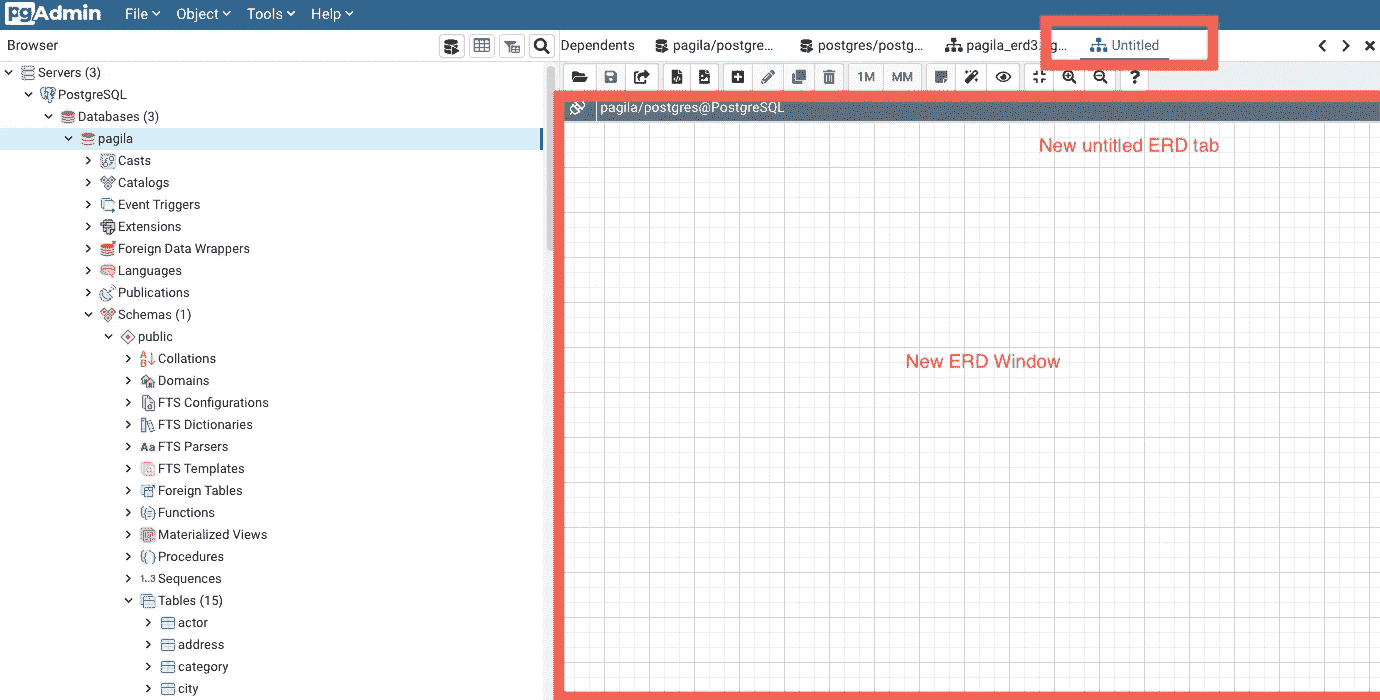 pgAdmin File Object Tools Help
Browser
Dependents pagila/postgre... postgres/postg... pagila_erd3. g... Untitled
1M MM ?
pagila/postgres@PostgreSQL
New untitled ERD tab
New ERD Window
Servers (3)
PostgreSQL
Databases (3)
pagila
Casts
Catalogs
Event Triggers
Extensions
Foreign Data Wrappers
Languages
Publications
Schemas (1)
public
Collations
Domains
FTS Configurations
FTS Dictionaries
Aa FTS Parsers
FTS Templates
Foreign Tables
Functions
Materialized Views
Procedures
1..3 Sequences
Tables (15)
actor
address
category
city